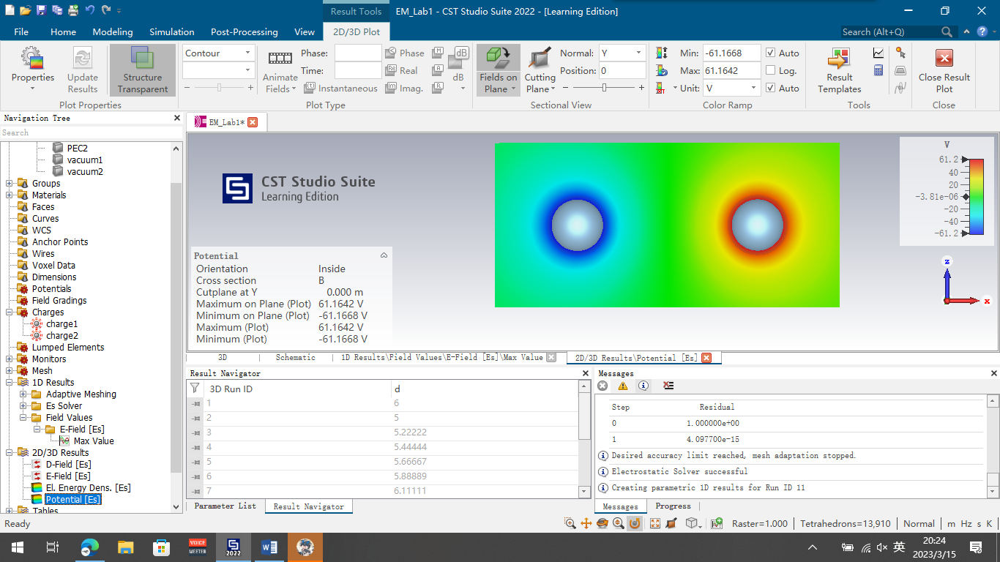 Result Tools
EM_Lab1 - CST Studio Suite 2022 - [Learning Edition]
File Home Modeling Simulation Post-Processing View 2D/3D Plot Search (Alt+Q)
Properties
Update Results
Structure Transparent
Plot Properties
Contour
Animate Fields
Phase:
Time:
Phase
Real
Instantaneous
Imag.
dB
dB
Plot Type
Fields on Plane
Cutting Plane
Normal: Y
Position: 0
Sectional View
Min: -61.1668 Auto
Max: 61.1642 Log.
Unit: V Auto
Color Ramp
Result Templates
Tools
Close Result Plot
Close
Navigation Tree
Search
PEC2
vacuum1
vacuum2
Groups
Materials
Faces
Curves
WCS
Anchor Points
Wires
Voxel Data
Dimensions
Potentials
Field Gradings
Charges
charge1
charge2
Lumped Elements
Monitors
Mesh
1D Results
Adaptive Meshing
Es Solver
Field Values
E-Field [Es]
Max Value
2D/3D Results
D-Field [Es]
E-Field [Es]
El. Energy Dens. [Es]
Potential [Es]
Tables
EM_Lab1*
CST Studio Suite
Learning Edition
Potential
Orientation Inside
Cross section B
Cutplane at Y 0.000 m
Maximum on Plane (Plot) 61.1642 V
Minimum on Plane (Plot) -61.1668 V
Maximum (Plot) 61.1642 V
Minimum (Plot) -61.1668 V
V
61.2
40
20
-3.81e-06
-20
-40
-61.2
z
x
3D Schematic 1D Results\Field Values\E-Field [Es]\Max Value 2D/3D Results\Potential [Es]
Result Navigator
3D Run ID d
1 6
2 5
3 5.22222
4 5.44444
5 5.66667
6 5.88889
7 6.11111
Parameter List Result Navigator
Messages
Step Residual
0 1.000000e+00
1 4.097700e-15
Desired accuracy limit reached, mesh adaptation stopped.
Electrostatic Solver successful
Creating parametric 1D results for Run ID 11
Messages Progress
Ready
Raster=1.000 Tetrahedrons=13,910 Normal m Hz s K
VOICE
MEETER
2022
英
20:24
2023/3/15